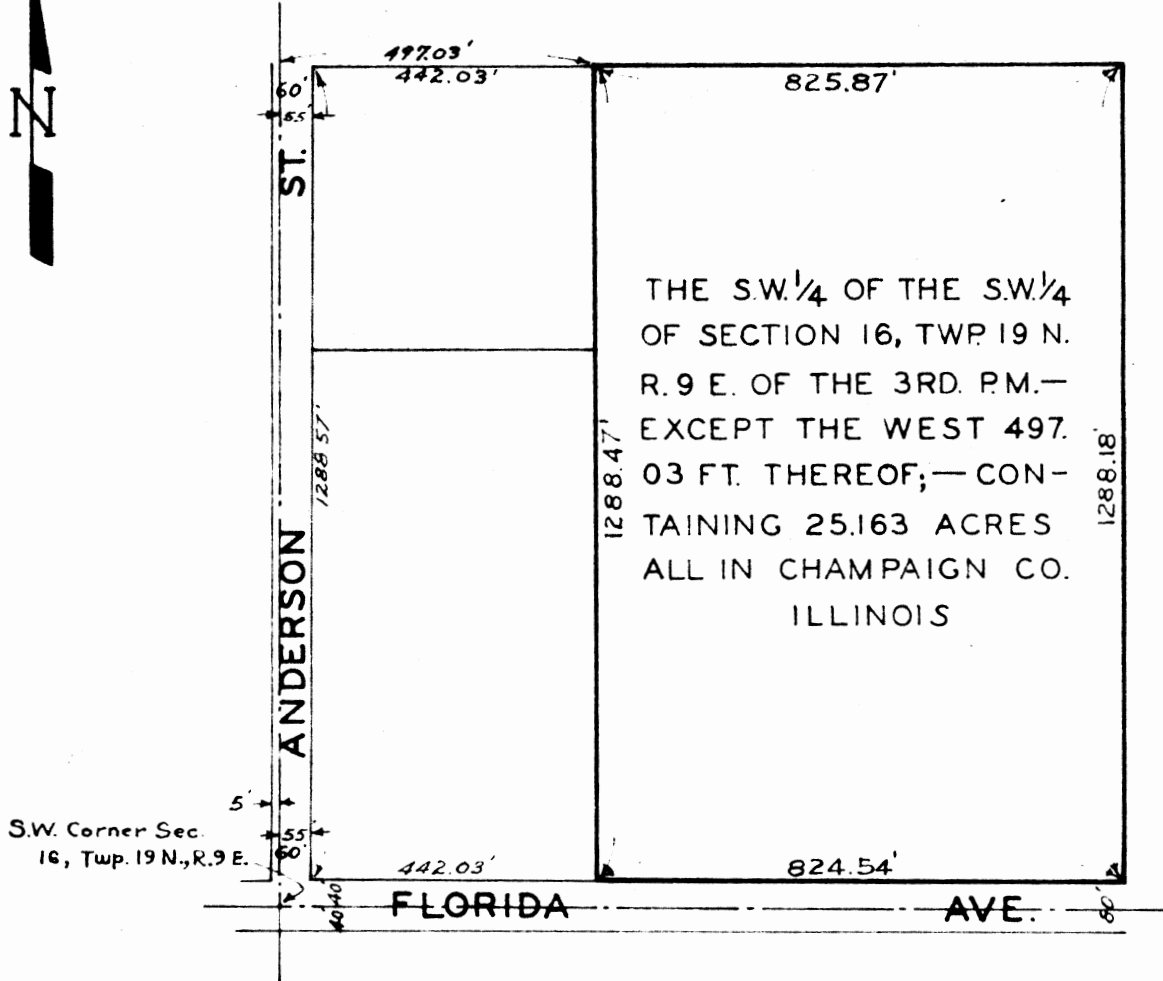 N
497.03'
442.03'
825.87'
60'
55'
ST.
THE S.W. 1/4 OF THE S.W. 1/4
OF SECTION 16, TWP. 19 N.
R. 9 E. OF THE 3RD. P.M.—
EXCEPT THE WEST 497.
03 FT. THEREOF;— CON-
TAINING 25.163 ACRES
ALL IN CHAMPAIGN CO.
ILLINOIS
1288.57'
1288.47'
1288.18'
ANDERSON
5'
S.W. Corner Sec.
16, Twp. 19 N., R. 9 E.
55'
60'
442.03'
824.54'
40' 40'
FLORIDA AVE.
80'